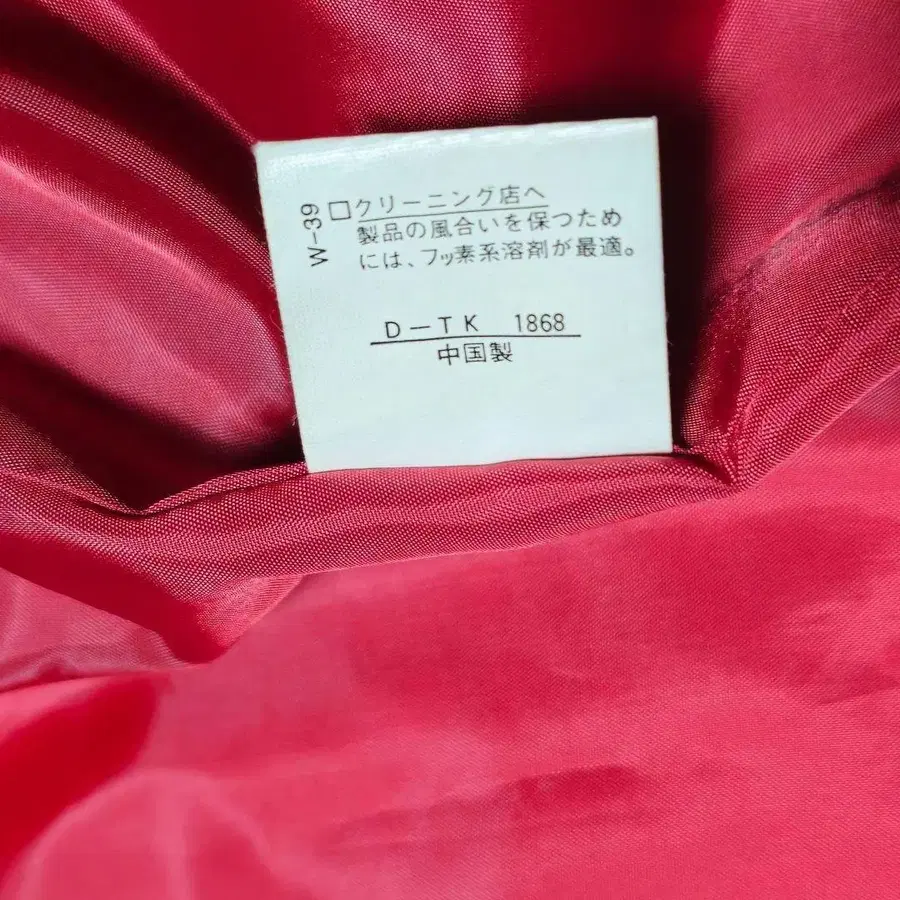 W-39
□クリーニング店へ
製品の風合いを保つため
には、フッ素系溶剤が最適。
D-TK 1868
中国製